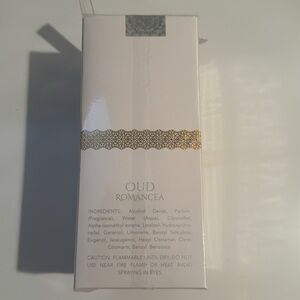 OUD
ROMANCEA
INGREDIENTS: Alcohol Denat, Parfum
(Fragrance), Water (Aqua), Citronellol,
Alpha-isomethyl Ionone, Linalool, Hydroxycitro-
nellal, Geraniol, Limonene, Benzyl Salicylate,
Eugenol, Isoeugenol, Hexyl Cinnamal, Citral,
Coumarin, Benzyl Benzoate.
CAUTION: FLAMMABLE UNTIL DRY. DO NOT
USE NEAR FIRE FLAME OR HEAT. AVOID
SPRAYING IN EYES.